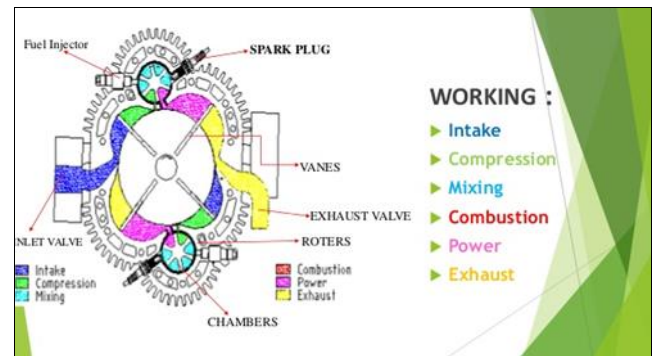 Fuel Injector
SPARK PLUG
VANES
EXHAUST VALVE
NLET VALVE
ROTERS
CHAMBERS
Intake
Compression
Mixing
Combustion
Power
Exhaust
WORKING :
Intake
Compression
Mixing
Combustion
Power
Exhaust